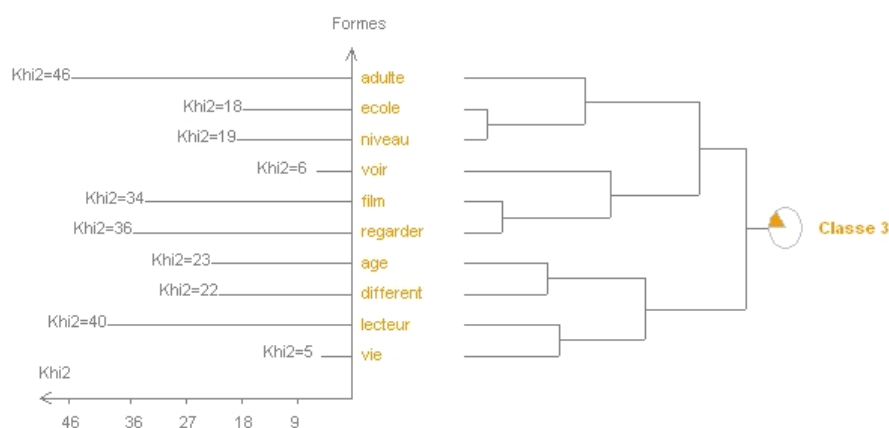 Formes
Khi2=46 adulte
Khi2=18 ecole
Khi2=19 niveau
Khi2=6 voir
Khi2=34 film
Khi2=36 regarder
Classe 3
Khi2=23 age
Khi2=22 different
Khi2=40 lecteur
Khi2=5 vie
Khi2
46 36 27 18 9